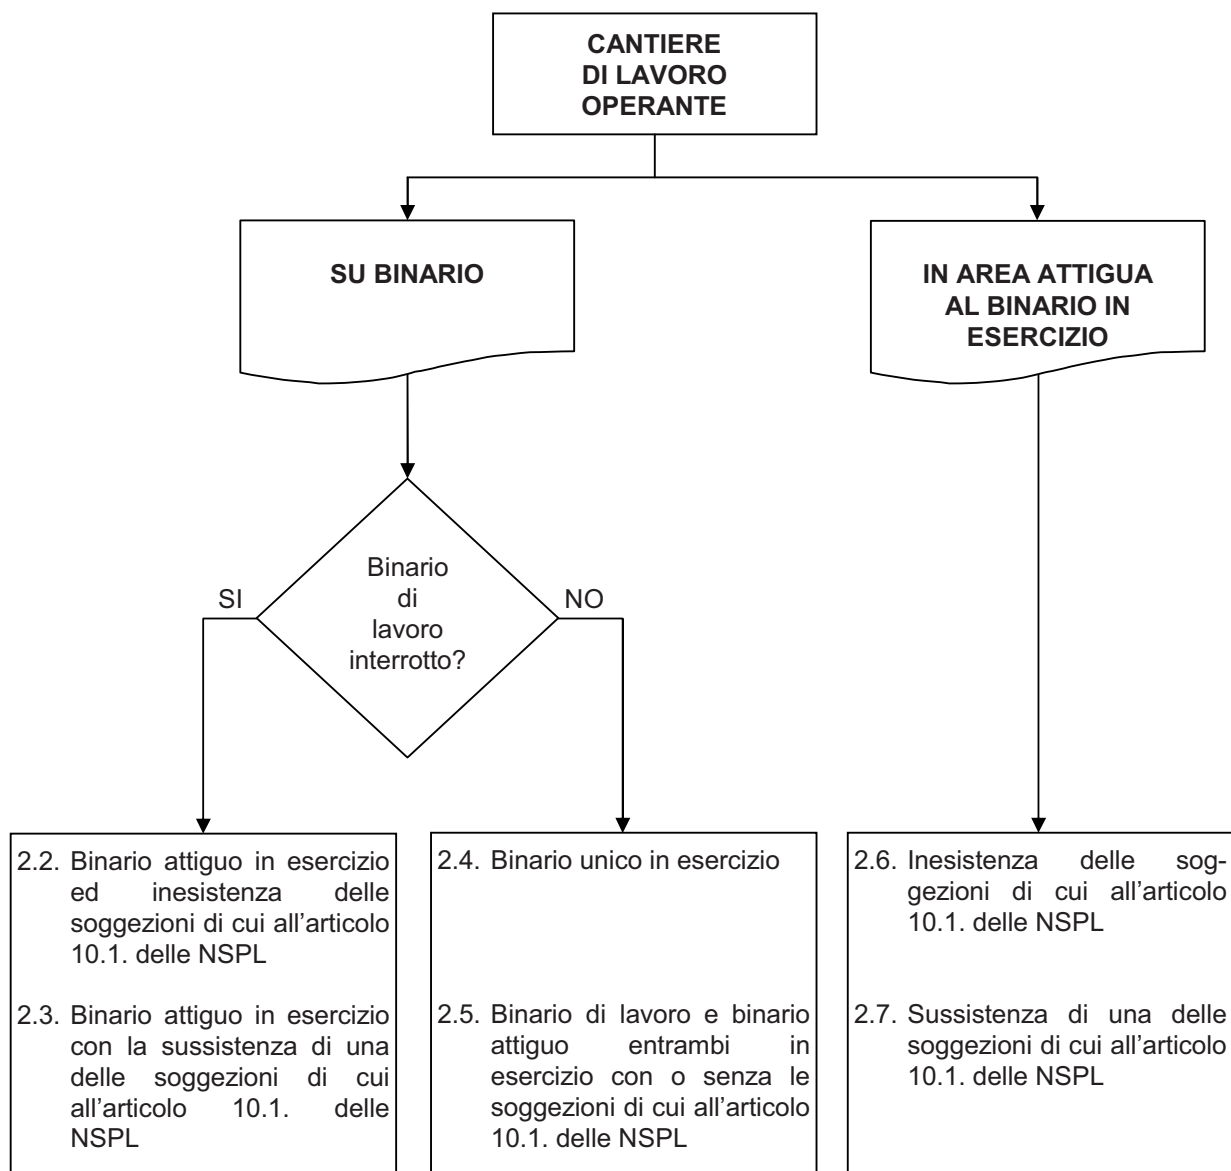 CANTIERE
DI LAVORO
OPERANTE
SU BINARIO
IN AREA ATTIGUA
AL BINARIO IN
ESERCIZIO
Binario
di
lavoro
interrotto?
SI
NO
2.2. Binario attiguo in esercizio
ed inesistenza delle
soggezioni di cui all’articolo
10.1. delle NSPL
2.3. Binario attiguo in esercizio
con la sussistenza di una
delle soggezioni di cui
all’articolo 10.1. delle
NSPL
2.4. Binario unico in esercizio
2.5. Binario di lavoro e binario
attiguo entrambi in
esercizio con o senza le
soggezioni di cui all’articolo
10.1. delle NSPL
2.6. Inesistenza delle sog-
gezioni di cui all’articolo
10.1. delle NSPL
2.7. Sussistenza di una delle
soggezioni di cui all’articolo
10.1. delle NSPL